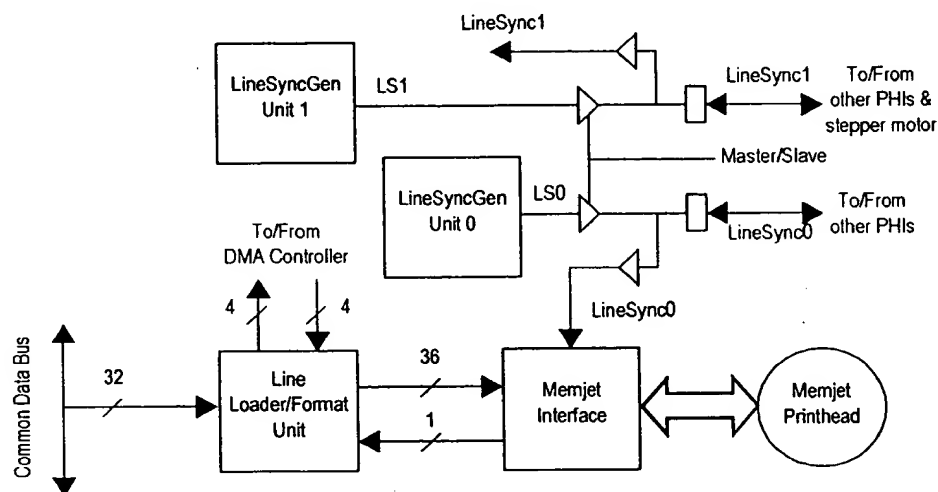 LineSync1
LineSyncGen
Unit 1
LS1
LineSync1
To/From
other PHIs &
stepper motor
Master/Slave
LineSyncGen
Unit 0
LS0
LineSync0
To/From
other PHIs
To/From
DMA Controller
4
4
LineSync0
Common Data Bus
32
Line
Loader/Format
Unit
36
1
Memjet
Interface
Memjet
Printhead